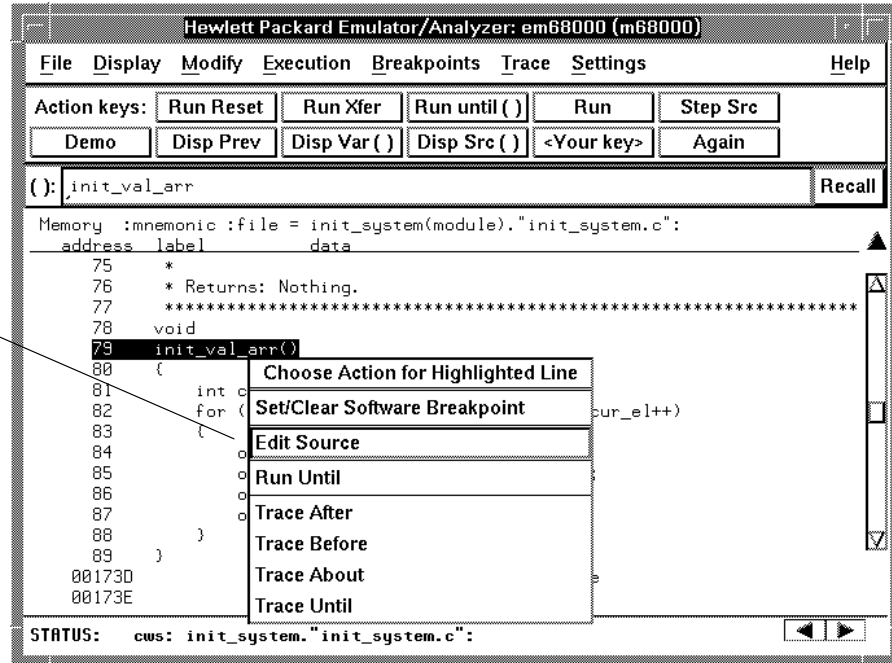 Hewlett Packard Emulator/Analyzer: em68000 (m68000)
File Display Modify Execution Breakpoints Trace Settings Help
Action keys: Run Reset Run Xfer Run until ( ) Run Step Src
Demo Disp Prev Disp Var ( ) Disp Src ( ) <Your key> Again
( ): init_val_arr Recall
Memory :mnemonic :file = init_system(module)."init_system.c":
address label data
75 *
76 * Returns: Nothing.
77 *******************************************************************
78 void
79 init_val_arr()
80 {
Choose Action for Highlighted Line
81 int c
82 for ( cur_el++)
Set/Clear Software Breakpoint
83 {
Edit Source
84 o
85 o ;
Run Until
86 o
87 o
Trace After
88 }
Trace Before
89 }
00173D e
Trace About
00173E
Trace Until
STATUS: cws: init_system."init_system.c":